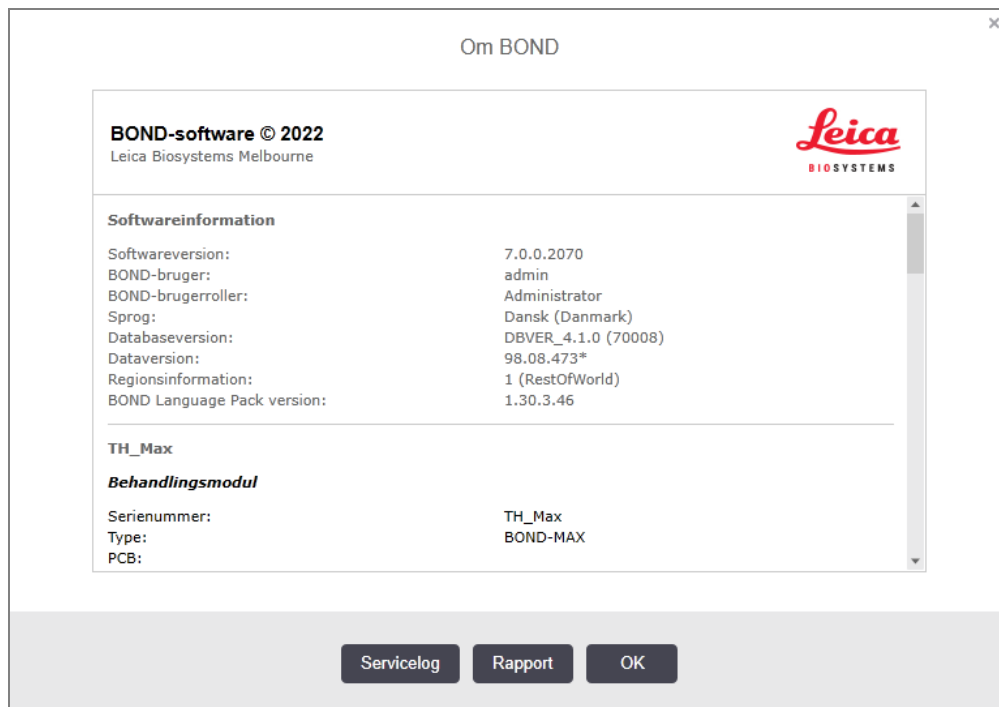 ×
Om BOND
BOND-software © 2022
Leica Biosystems Melbourne
Leica
BIOSYSTEMS
Softwareinformation
Softwareversion: 7.0.0.2070
BOND-bruger: admin
BOND-brugerroller: Administrator
Sprog: Dansk (Danmark)
Databaseversion: DBVER_4.1.0 (70008)
Dataversion: 98.08.473*
Regionsinformation: 1 (RestOfWorld)
BOND Language Pack version: 1.30.3.46
TH_Max
Behandlingsmodul
Serienummer: TH_Max
Type: BOND-MAX
PCB:
Servicelog Rapport OK